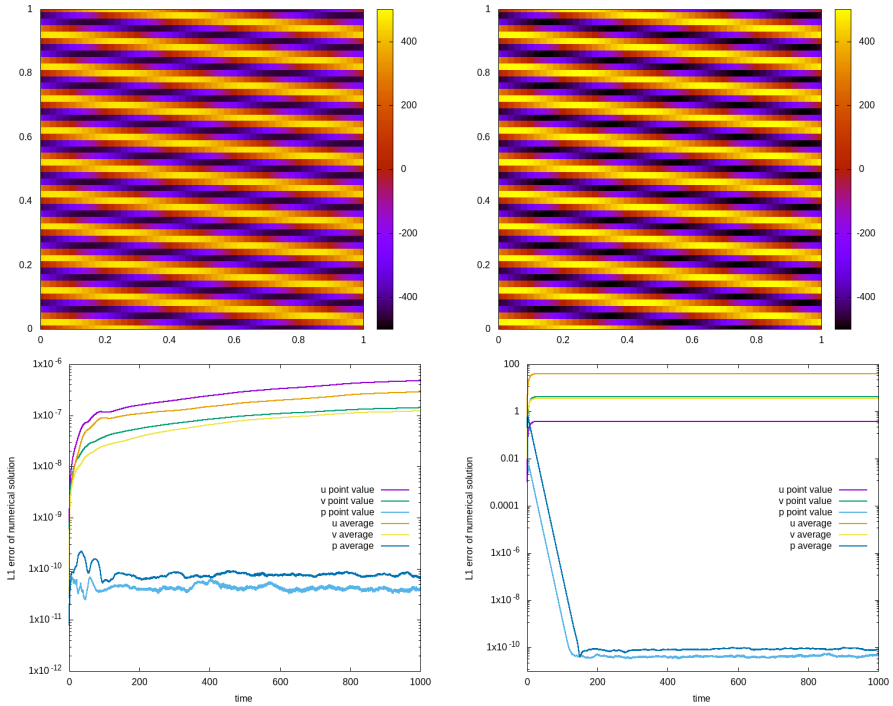 1
0.8
0.6
0.4
0.2
0
0
0.2
0.4
0.6
0.8
1
400
200
0
-200
-400
1
0.8
0.6
0.4
0.2
0
0
0.2
0.4
0.6
0.8
1
400
200
0
-200
-400
L1 error of numerical solution
1x10^-6
1x10^-7
1x10^-8
1x10^-9
1x10^-10
1x10^-11
1x10^-12
u point value
v point value
p point value
u average
v average
p average
0
200
400
600
800
1000
time
L1 error of numerical solution
100
1
0.01
0.0001
1x10^-6
1x10^-8
1x10^-10
u point value
v point value
p point value
u average
v average
p average
0
200
400
600
800
1000
time